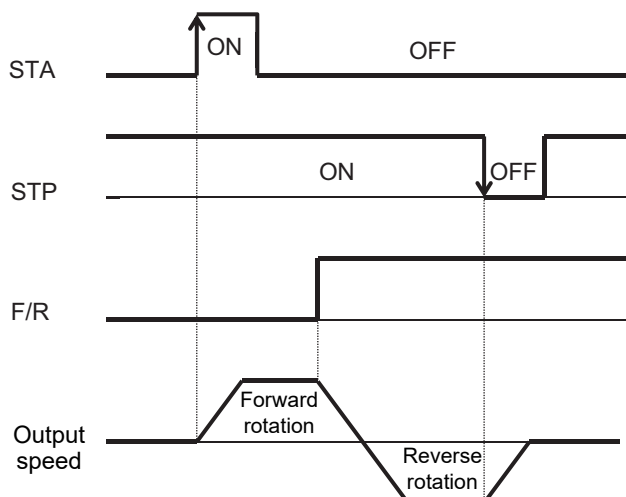 ON
OFF
STA
ON
OFF
STP
F/R
Forward
rotation
Output
speed
Reverse
rotation